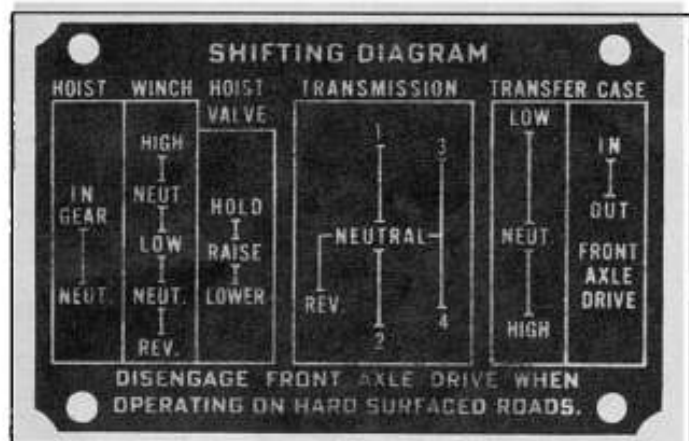 SHIFTING DIAGRAM
HOIST
IN
GEAR
NEUT.
WINCH
HIGH
NEUT.
LOW
NEUT.
REV.
HOIST
VALVE
HOLD
RAISE
LOWER
TRANSMISSION
1 3
NEUTRAL
REV.
2 4
TRANSFER CASE
LOW
NEUT.
HIGH
IN
OUT
FRONT
AXLE
DRIVE
DISENGAGE FRONT AXLE DRIVE WHEN
OPERATING ON HARD SURFACED ROADS.